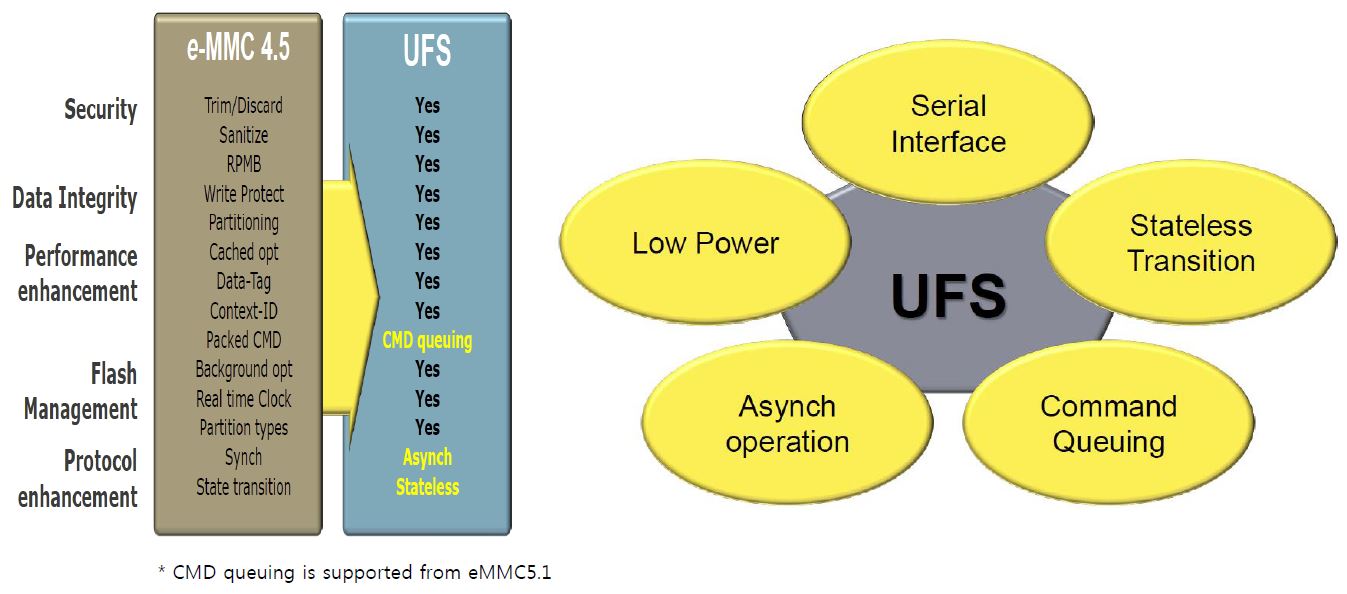 e-MMC 4.5
UFS
Security
Trim/Discard
Yes
Sanitize
Yes
RPMB
Yes
Data Integrity
Write Protect
Yes
Partitioning
Yes
Performance
enhancement
Cached opt
Yes
Data-Tag
Yes
Context-ID
Yes
Packed CMD
CMD queuing
Flash
Management
Background opt
Yes
Real time Clock
Yes
Partition types
Yes
Protocol
enhancement
Synch
Asynch
State transition
Stateless
* CMD queuing is supported from eMMC5.1
Serial
Interface
Low Power
Stateless
Transition
UFS
Asynch
operation
Command
Queuing